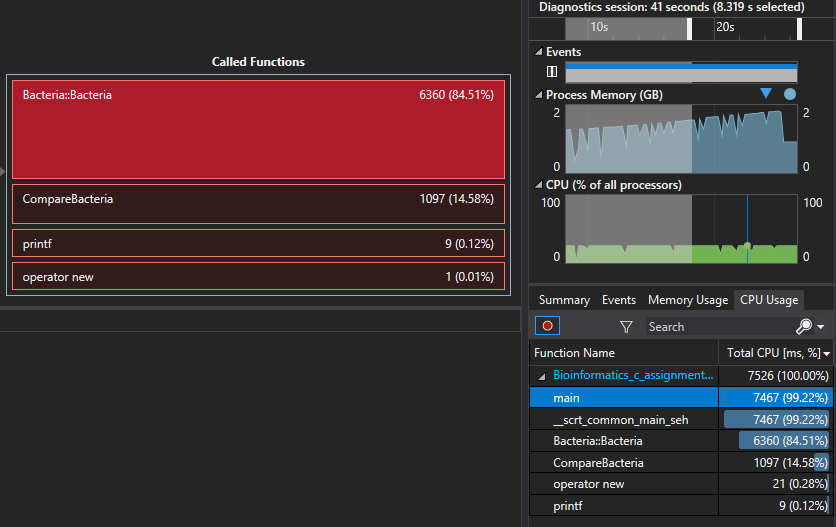 Called Functions
Bacteria::Bacteria 6360 (84.51%)
CompareBacteria 1097 (14.58%)
printf 9 (0.12%)
operator new 1 (0.01%)
Diagnostics session: 41 seconds (8.319 s selected)
10s 20s
Events
Process Memory (GB)
2 2
0 0
CPU (% of all processors)
100 100
0 0
Summary Events Memory Usage CPU Usage
Search
Function Name Total CPU [ms, %]
Bioinformatics_c_assignment... 7526 (100.00%)
main 7467 (99.22%)
__scrt_common_main_seh 7467 (99.22%)
Bacteria::Bacteria 6360 (84.51%)
CompareBacteria 1097 (14.58%)
operator new 21 (0.28%)
printf 9 (0.12%)